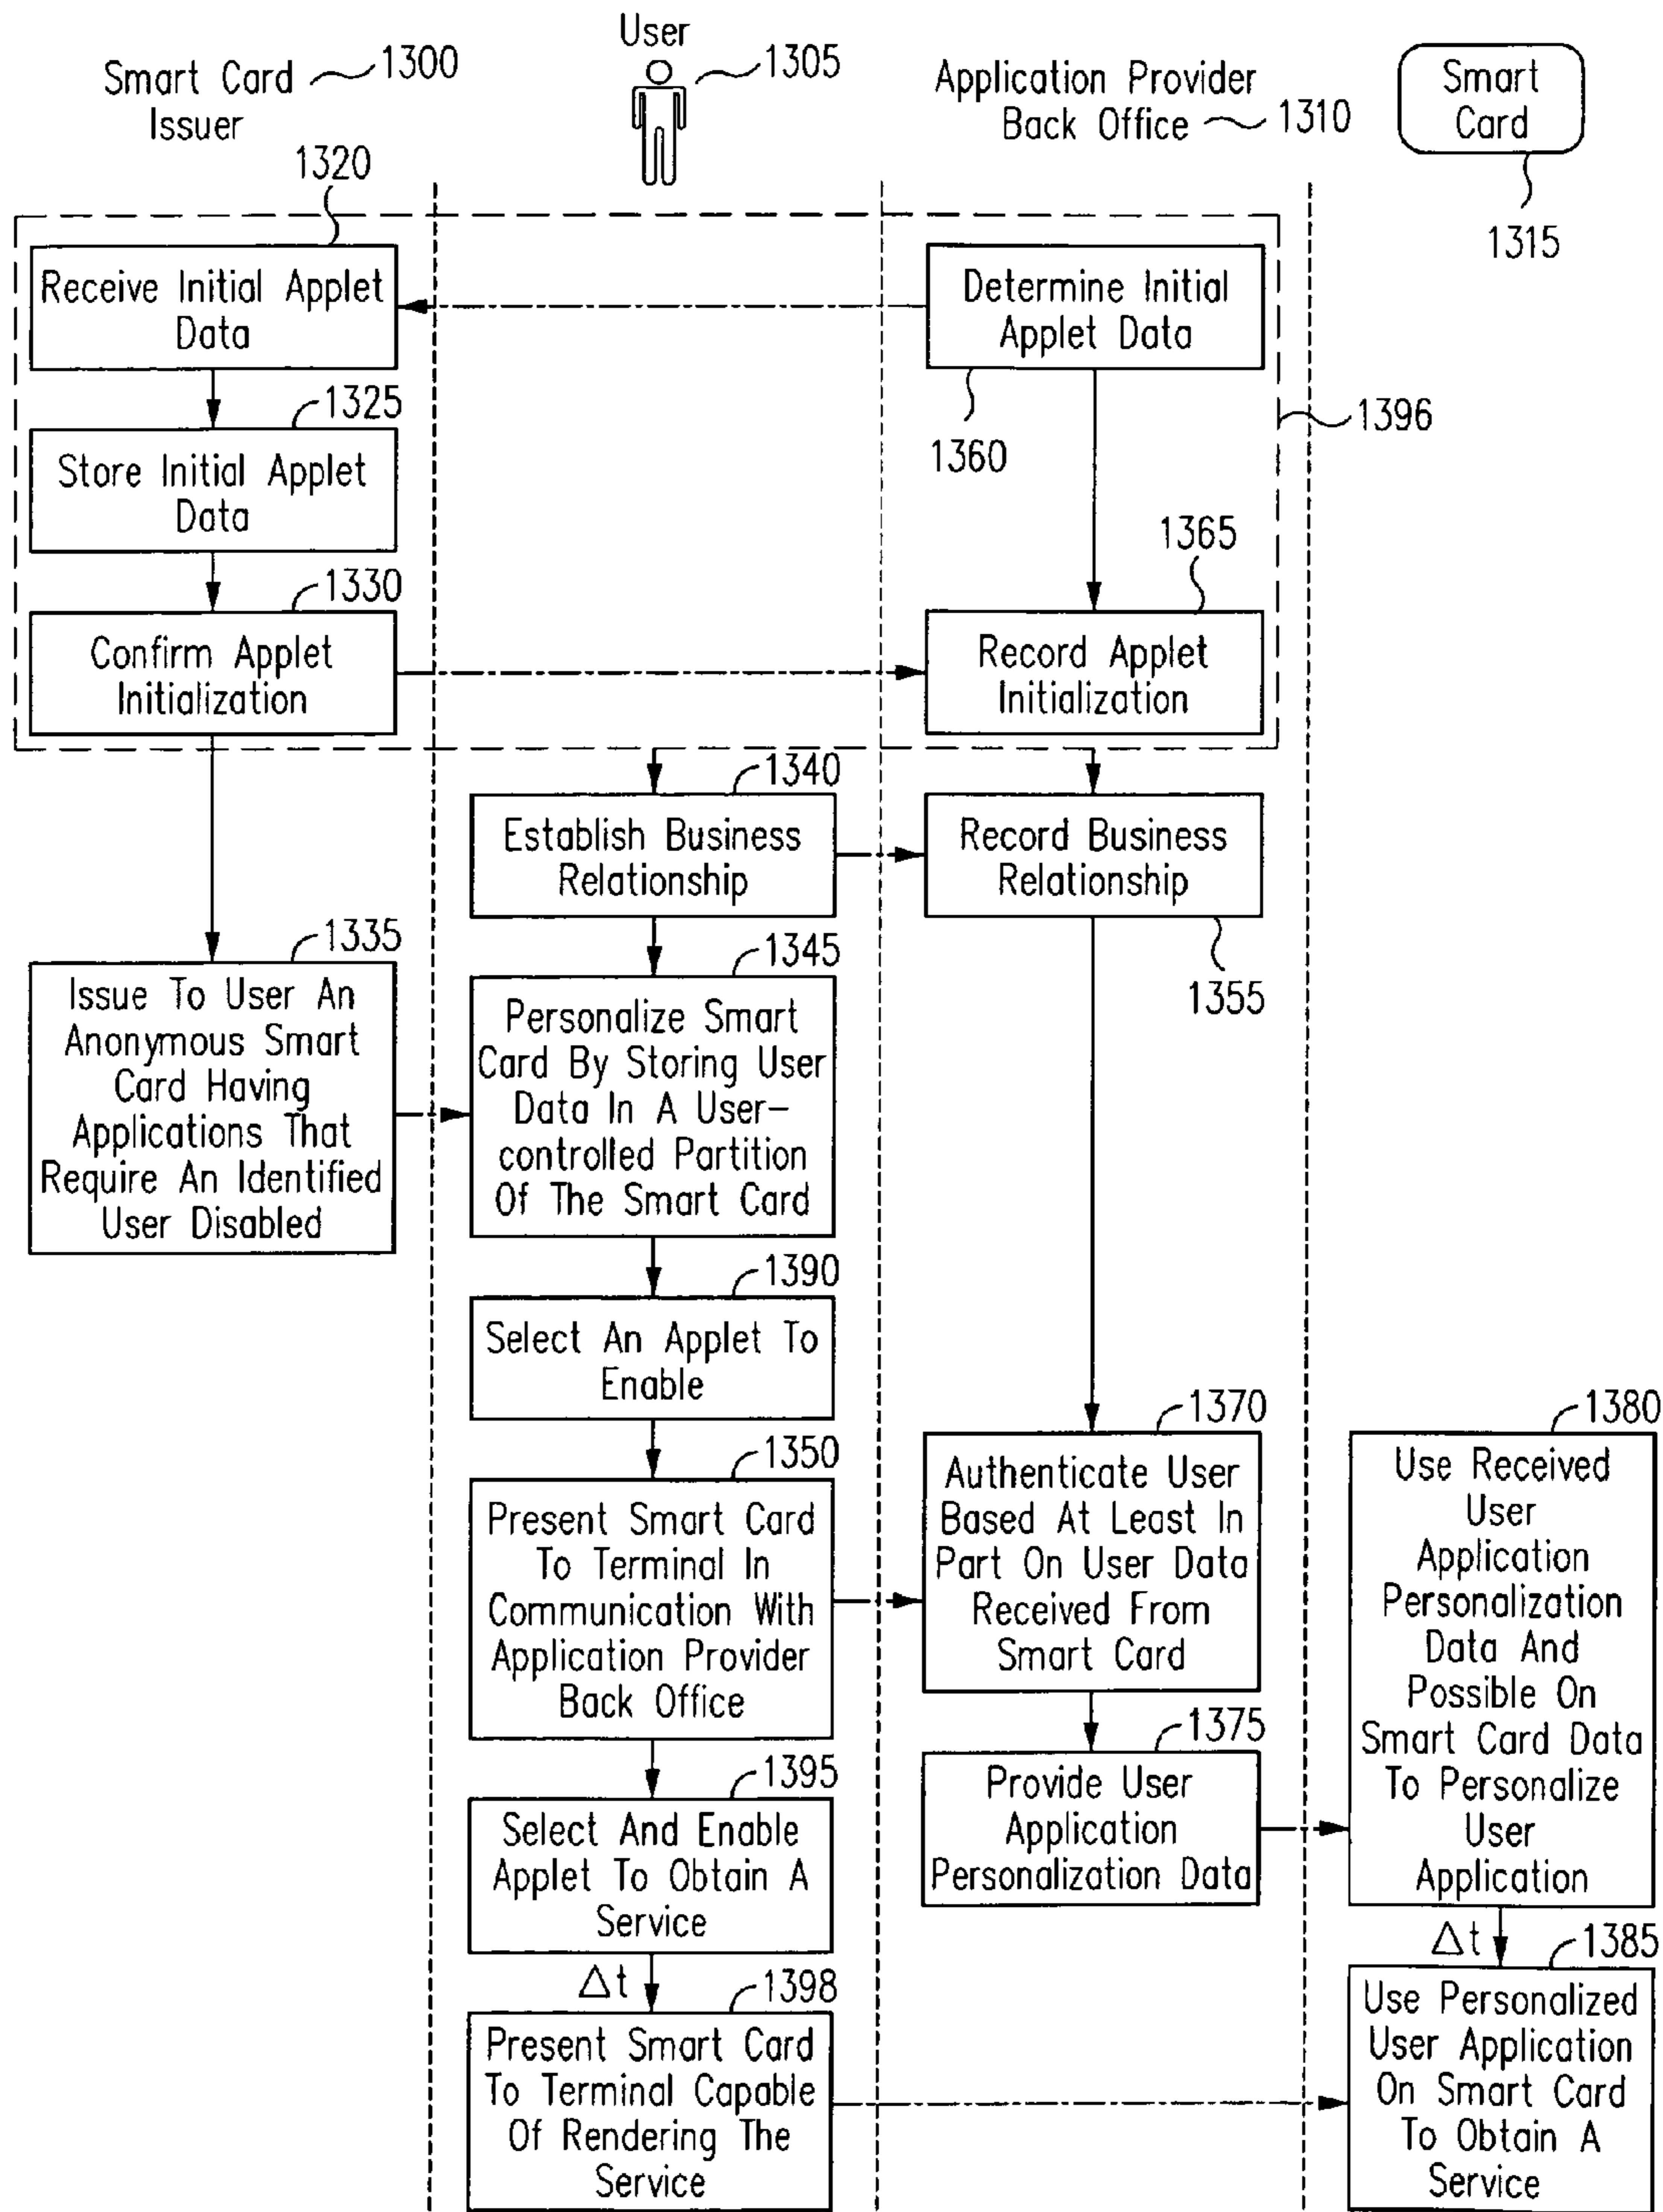 User
1305
Smart Card
Issuer
1300
Application Provider
Back Office
1310
Smart
Card
1315
1320
Receive Initial Applet
Data
Determine Initial
Applet Data
1360
1396
1325
Store Initial Applet
Data
1365
1330
Confirm Applet
Initialization
Record Applet
Initialization
1340
Establish Business
Relationship
Record Business
Relationship
1355
1335
Issue To User An
Anonymous Smart
Card Having
Applications That
Require An Identified
User Disabled
1345
Personalize Smart
Card By Storing User
Data In A User-
controlled Partition
Of The Smart Card
1390
Select An Applet To
Enable
1350
Present Smart Card
To Terminal In
Communication With
Application Provider
Back Office
1370
Authenticate User
Based At Least In
Part On User Data
Received From
Smart Card
1380
Use Received
User
Application
Personalization
Data And
Possible On
Smart Card Data
To Personalize
User
Application
1375
Provide User
Application
Personalization Data
1395
Select And Enable
Applet To Obtain A
Service
Δt
1398
Present Smart Card
To Terminal Capable
Of Rendering The
Service
Δt
1385
Use Personalized
User Application
On Smart Card
To Obtain A
Service